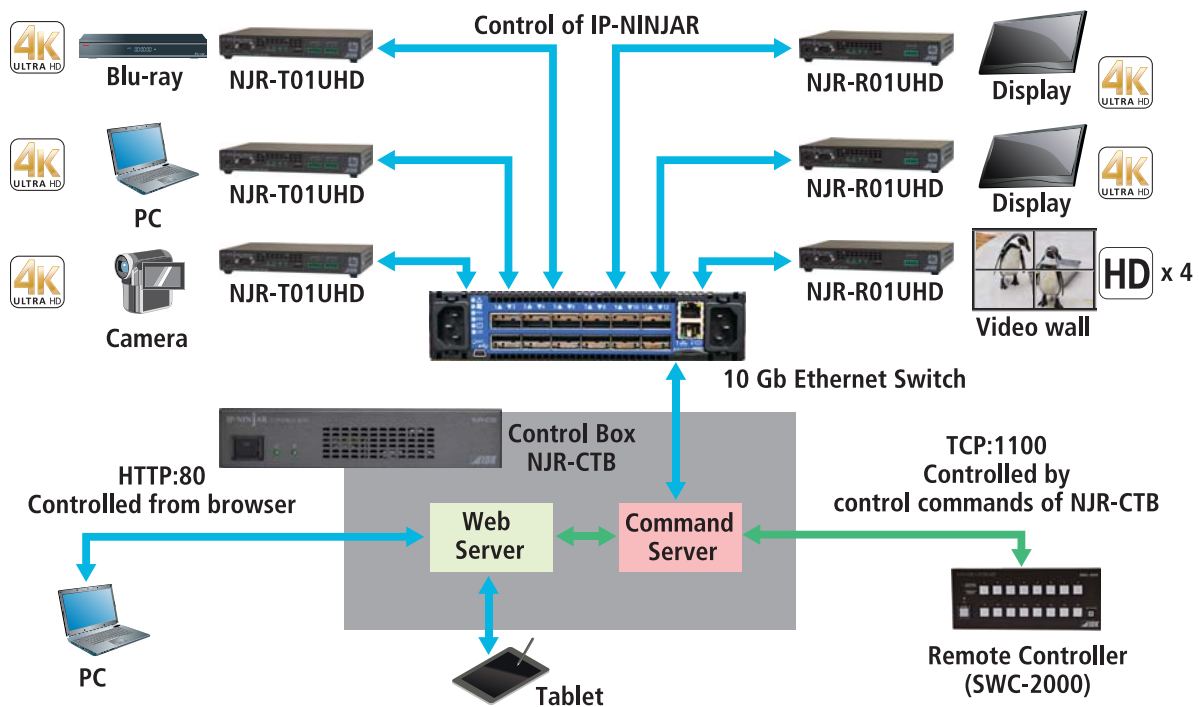 Control of IP-NINJAR
4K
ULTRA HD
Blu-ray
NJR-T01UHD
NJR-R01UHD
Display
4K
ULTRA HD
4K
ULTRA HD
PC
NJR-T01UHD
NJR-R01UHD
Display
4K
ULTRA HD
4K
ULTRA HD
Camera
NJR-T01UHD
NJR-R01UHD
Video wall
HD x 4
10 Gb Ethernet Switch
IP-NINJAR
Control Box
NJR-CTB
HTTP:80
Controlled from browser
TCP:1100
Controlled by
control commands of NJR-CTB
Web
Server
Command
Server
PC
Tablet
Remote Controller
(SWC-2000)